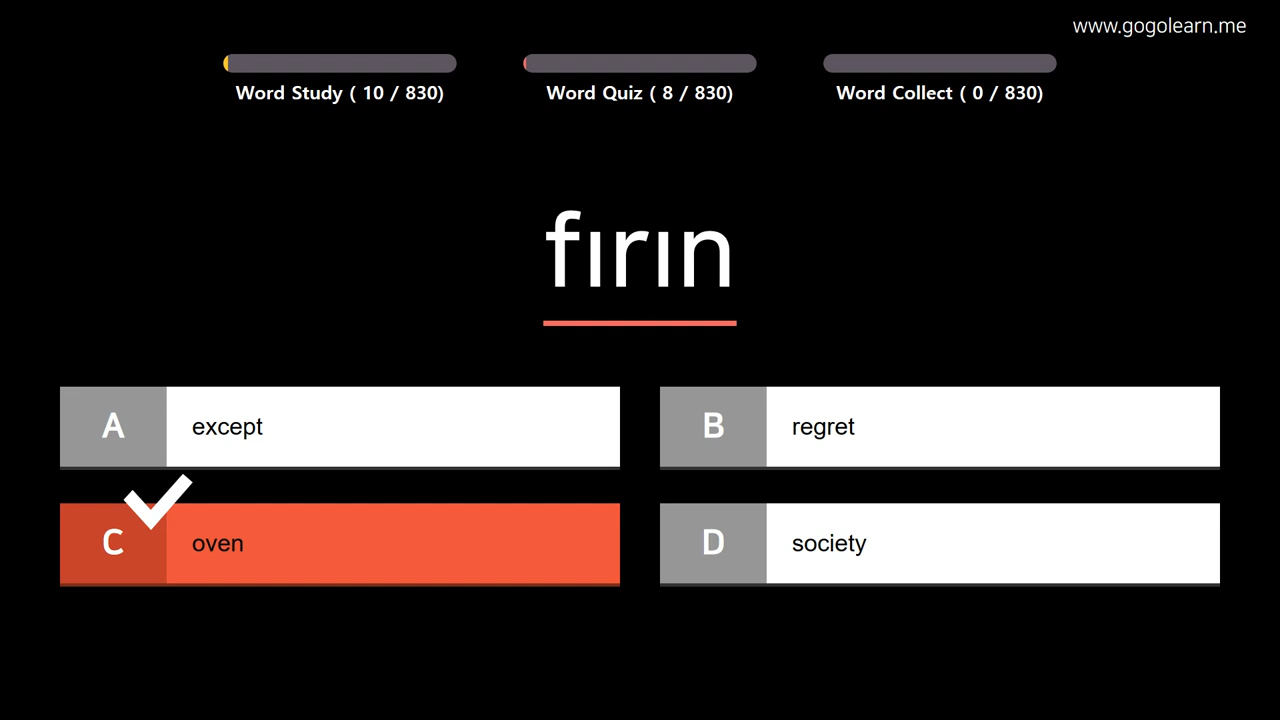 www.gogolearn.me
Word Study ( 10 / 830)
Word Quiz ( 8 / 830)
Word Collect ( 0 / 830)
fırın
A except
B regret
C oven
D society